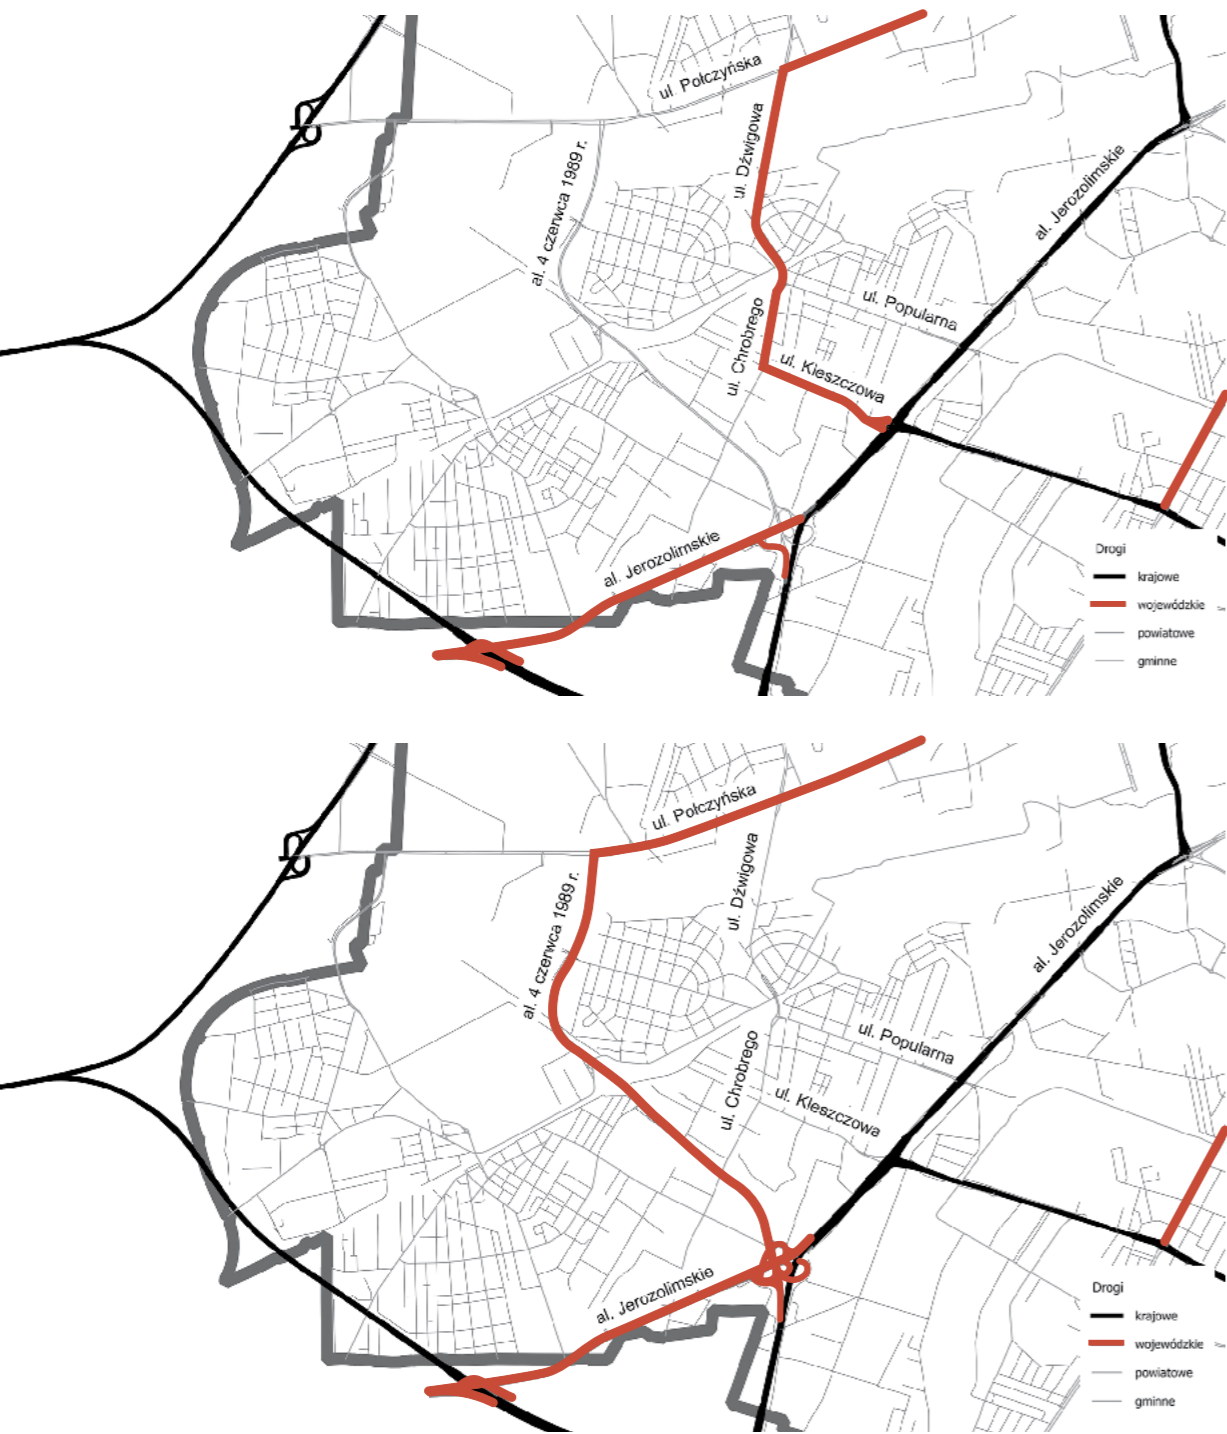 ul. Połczyńska
ul. Dźwigowa
al. 4 czerwca 1989 r.
al. Jerozolimskie
ul. Popularna
ul. Chrobrego
ul. Kleszczowa
al. Jerozolimskie
Drogi
krajowe
wojewódzkie
powiatowe
gminne
ul. Połczyńska
ul. Dźwigowa
al. 4 czerwca 1989 r.
al. Jerozolimskie
ul. Popularna
ul. Chrobrego
ul. Kleszczowa
al. Jerozolimskie
Drogi
krajowe
wojewódzkie
powiatowe
gminne